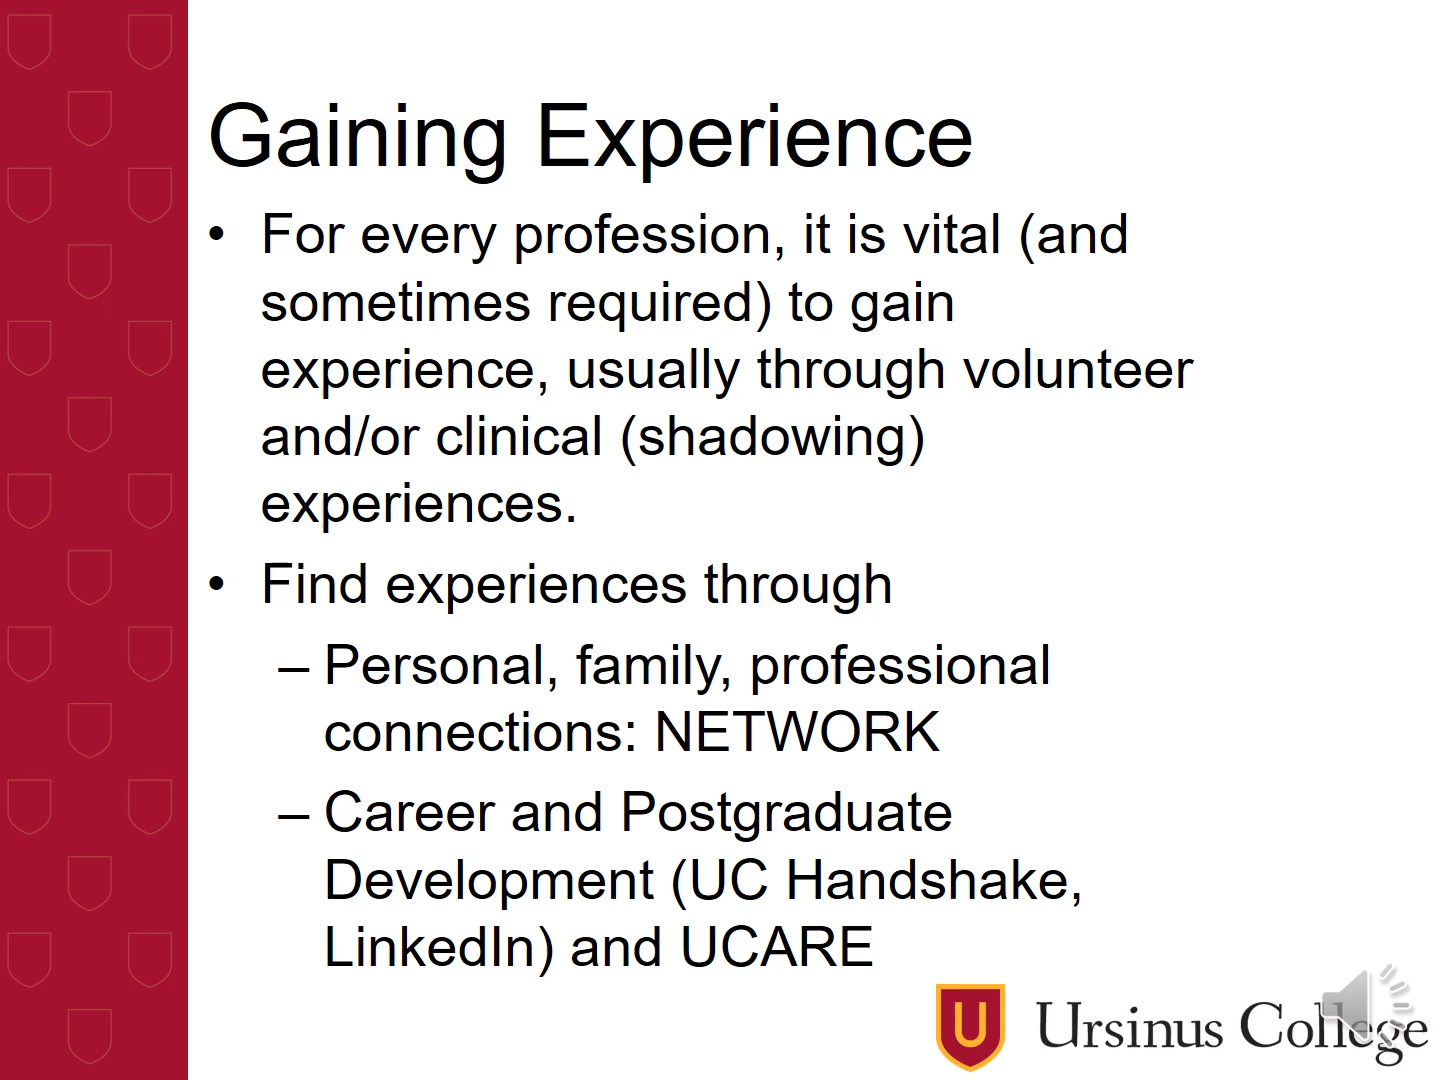 Gaining Experience
• For every profession, it is vital (and
sometimes required) to gain
experience, usually through volunteer
and/or clinical (shadowing)
experiences.
• Find experiences through
– Personal, family, professional
connections: NETWORK
– Career and Postgraduate
Development (UC Handshake,
LinkedIn) and UCARE
U Ursinus College